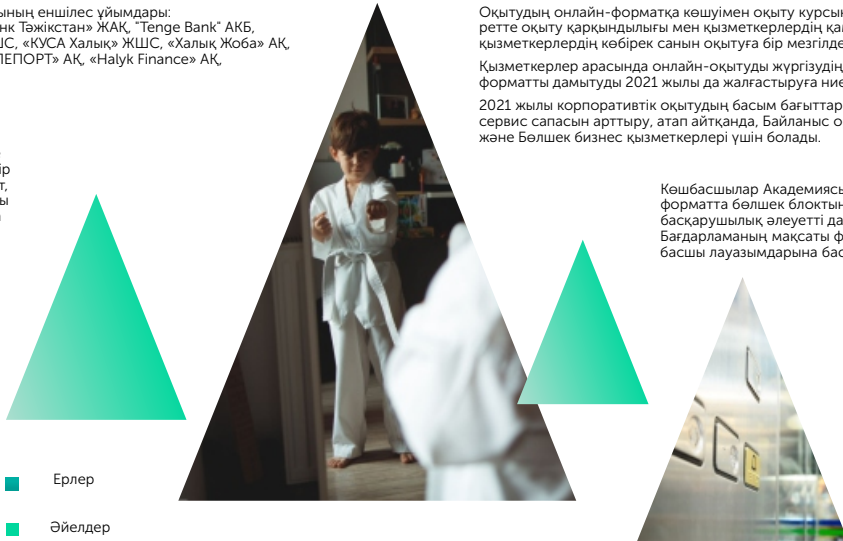 ының еншілес ұйымдары:
нк Тәжікстан» ЖАҚ, "Tenge Bank" АКБ,
ШС, «КУСА Халық» ЖШС, «Халық Жоба» АҚ,
ЛЕПОРТ» АҚ, «Halyk Finance» АҚ,
ір
т,
ы
Ерлер
Әйелдер
Оқытудың онлайн-форматқа көшуімен оқыту курсын
ретте оқыту қарқындылығы мен қызметкерлердің қам
қызметкерлердің көбірек санын оқытуға бір мезгілде
Қызметкерлер арасында онлайн-оқытуды жүргізудің
форматты дамытуды 2021 жылы да жалғастыруға ние
2021 жылы корпоративтік оқытудың басым бағыттар
сервис сапасын арттыру, атап айтқанда, Байланыс о
және Бөлшек бизнес қызметкерлері үшін болады.
Көшбасшылар Академиясы
форматта бөлшек блоктын
басқарушылық әлеуетті да
Бағдарламаның мақсаты ф
басшы лауазымдарына бас